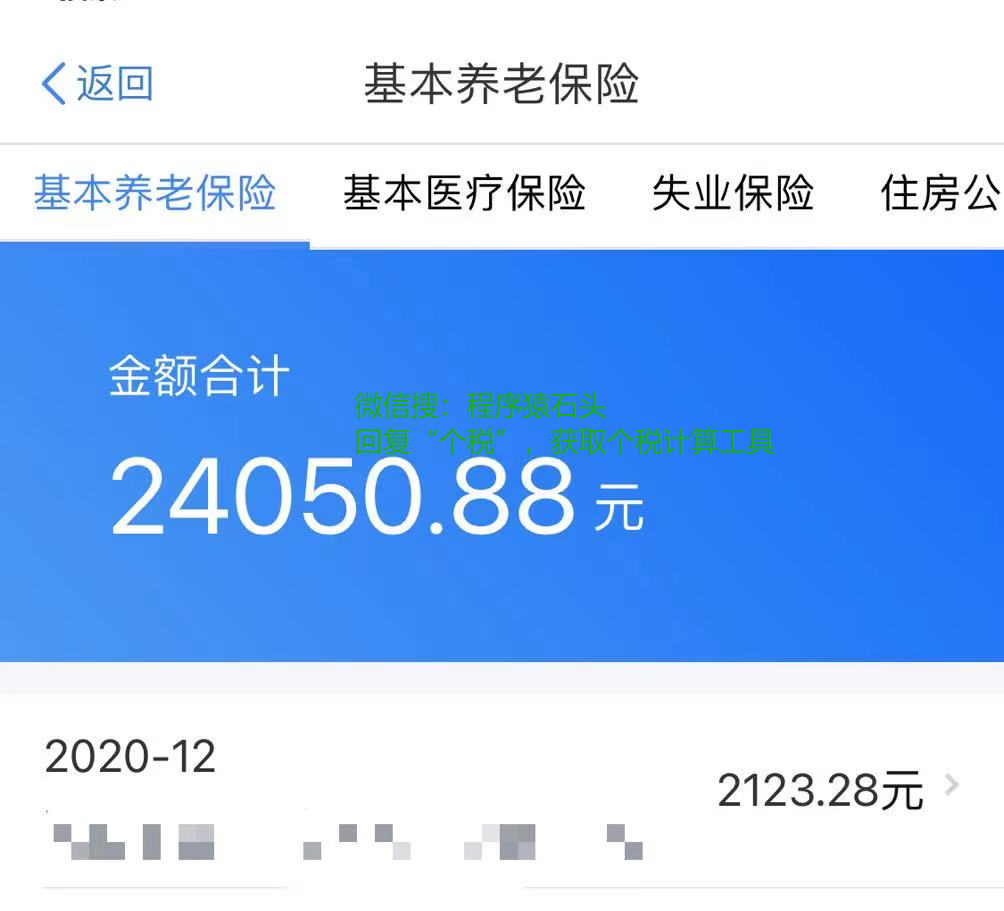 返回
基本养老保险
基本养老保险 基本医疗保险 失业保险 住房公
金额合计
微信搜：程序猿石头
回复“个税”，获取个税计算工具
24050.88元
2020-12
2123.28元